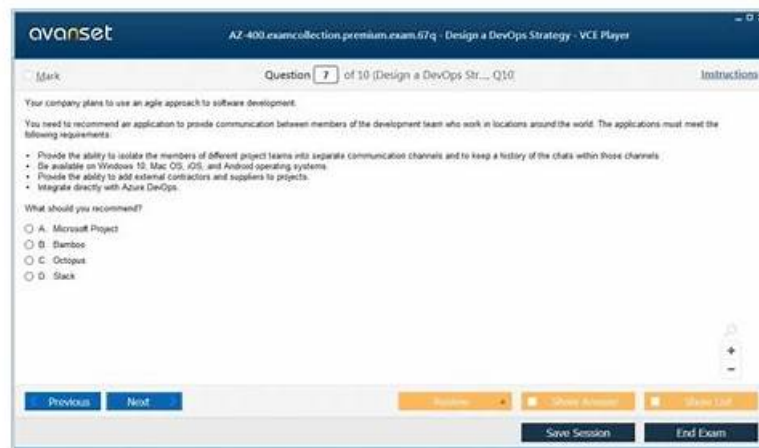 avanset
AZ-400.examcollection.premium.exam.67q - Design a DevOps Strategy - VCE Player
Mark
Question 7 of 10 (Design a DevOps Str..., Q10)
Instructions
Your company plans to use an agile approach to software development.
You need to recommend an application to provide communication between members of the development team who work in locations around the world. The applications must meet the
following requirements:
• Provide the ability to isolate the members of different project teams into separate communication channels and to keep a history of the chats within those channels.
• Be available on Windows 10, Mac OS, iOS, and Android operating systems.
• Provide the ability to add external contractors and suppliers to projects.
• Integrate directly with Azure DevOps.
What should you recommend?
A. Microsoft Project
B. Bamboo
C. Octopus
D. Slack
Previous
Next
Review
Show Answer
Show List
Save Session
End Exam